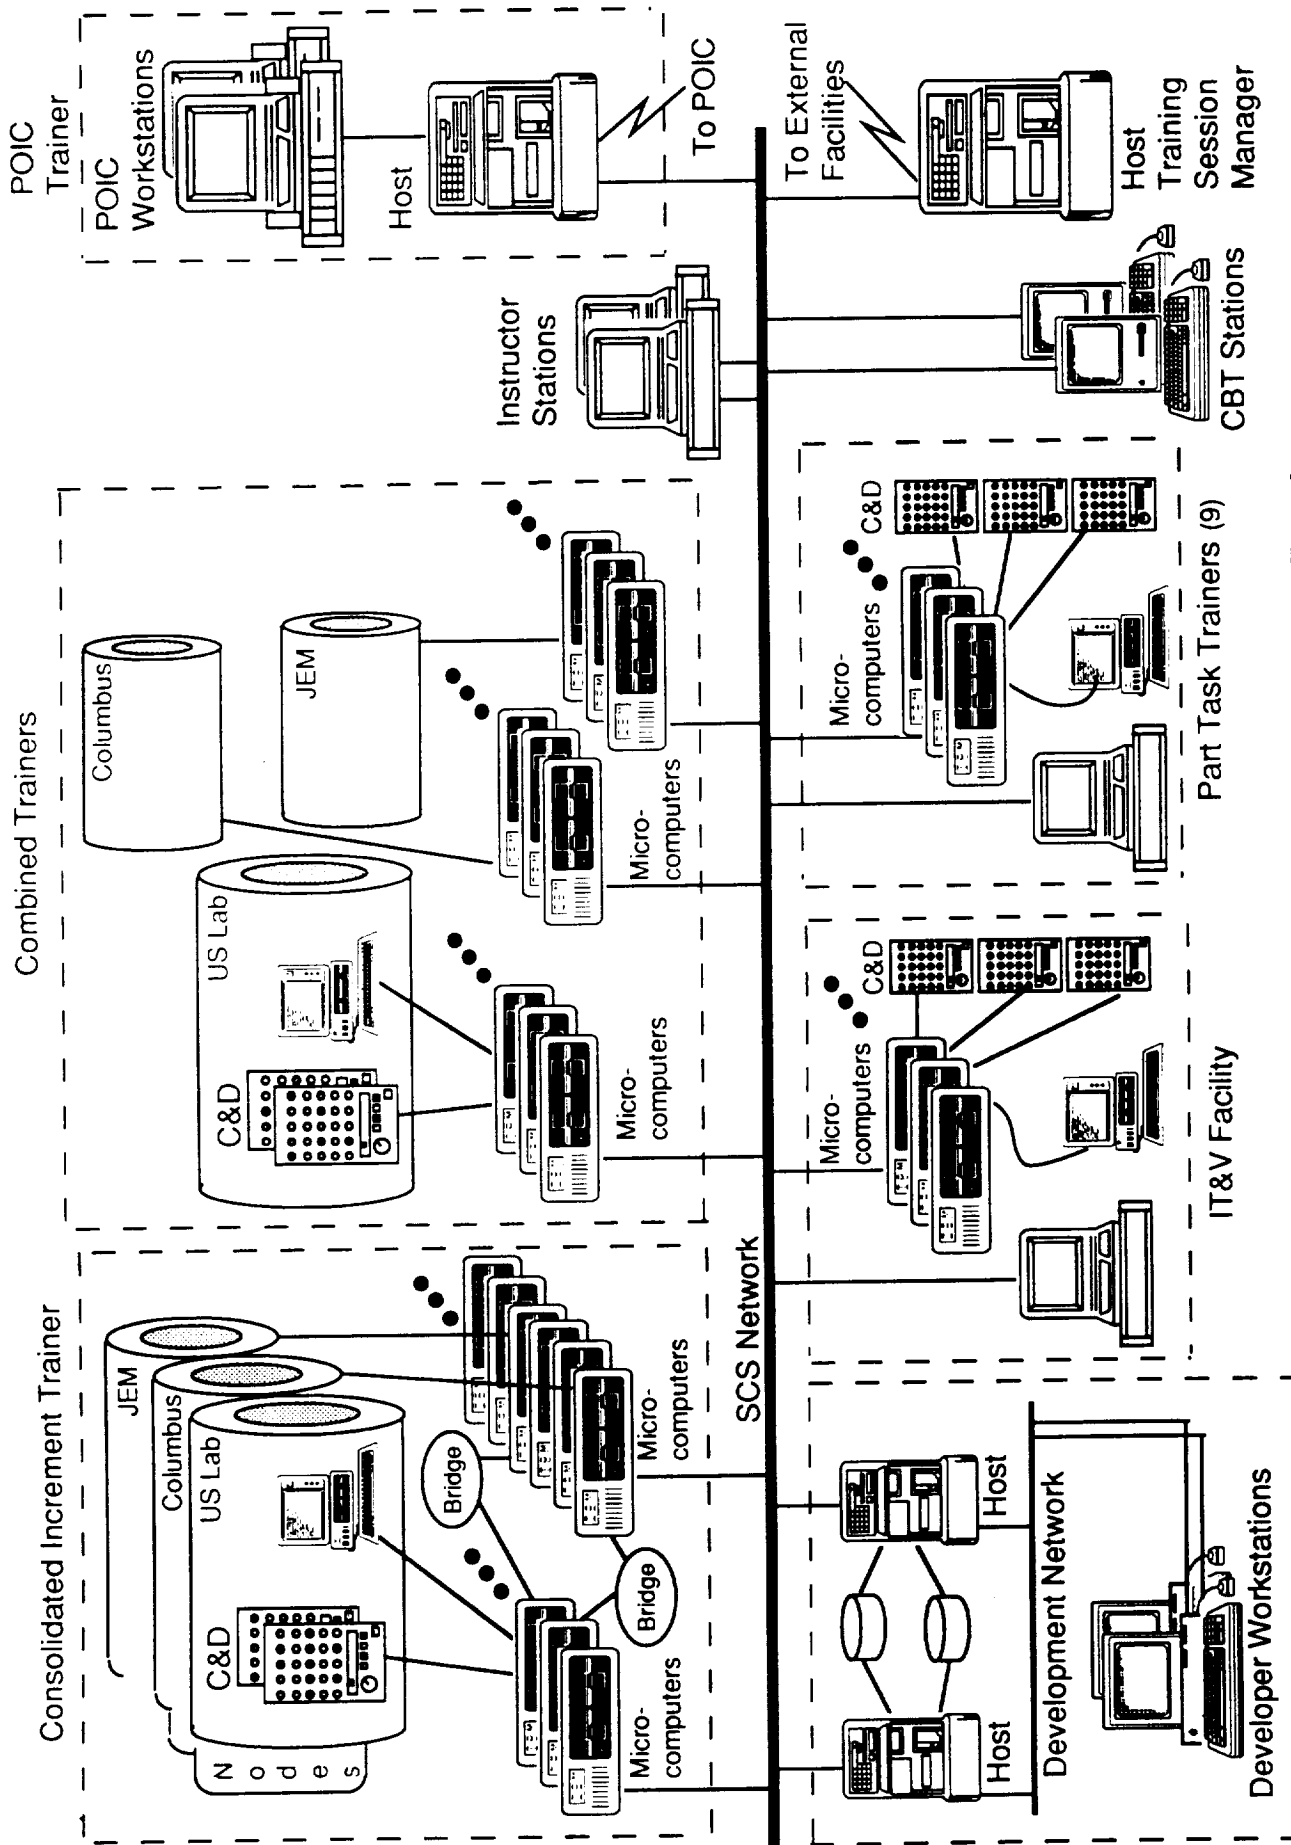 Consolidated Increment Trainer
JEM
Columbus
US Lab
C&D
Nodes
Bridge
Bridge
Micro-
computers
Micro-
computers
Combined Trainers
US Lab
C&D
Columbus
JEM
Micro-
computers
Micro-
computers
Instructor
Stations
POIC
Trainer
POIC
Workstations
Host
To POIC
SCS Network
Host
Host
Development Network
Developer Workstations
Micro-
computers
C&D
IT&V Facility
Micro-
computers
C&D
Part Task Trainers (9)
CBT Stations
To External
Facilities
Host
Training
Session
Manager